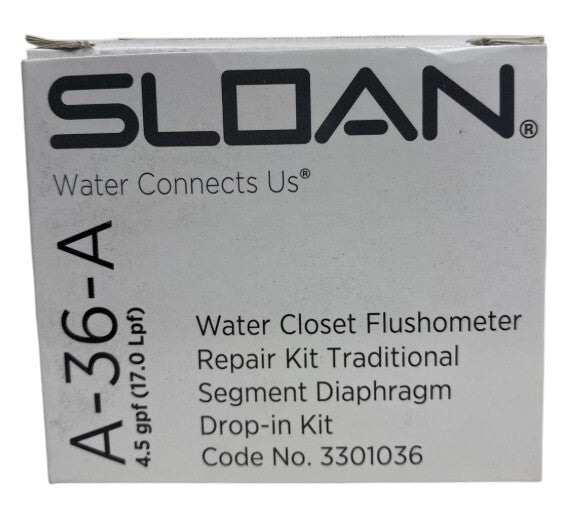 SLOAN®
Water Connects Us®
A-36-A
4.5 gpf (17.0 Lpf)
Water Closet Flushometer
Repair Kit Traditional
Segment Diaphragm
Drop-in Kit
Code No. 3301036